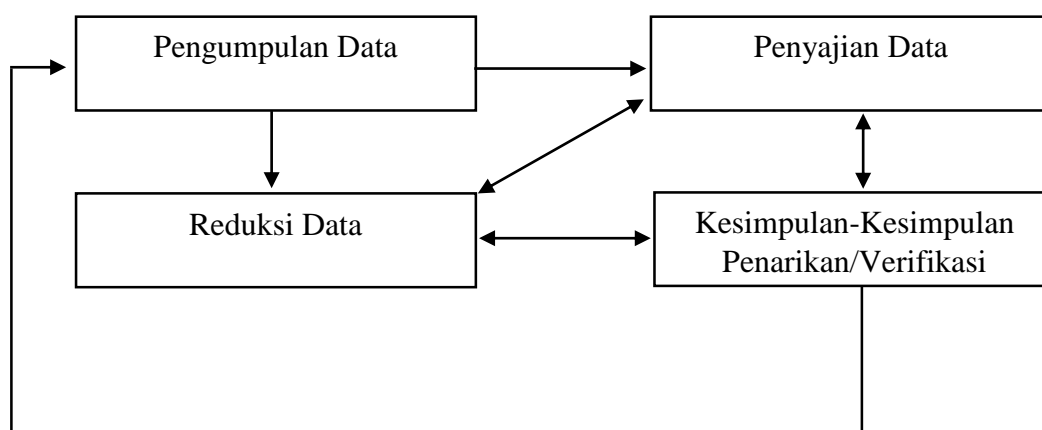 Pengumpulan Data
Penyajian Data
Reduksi Data
Kesimpulan-Kesimpulan
Penarikan/Verifikasi